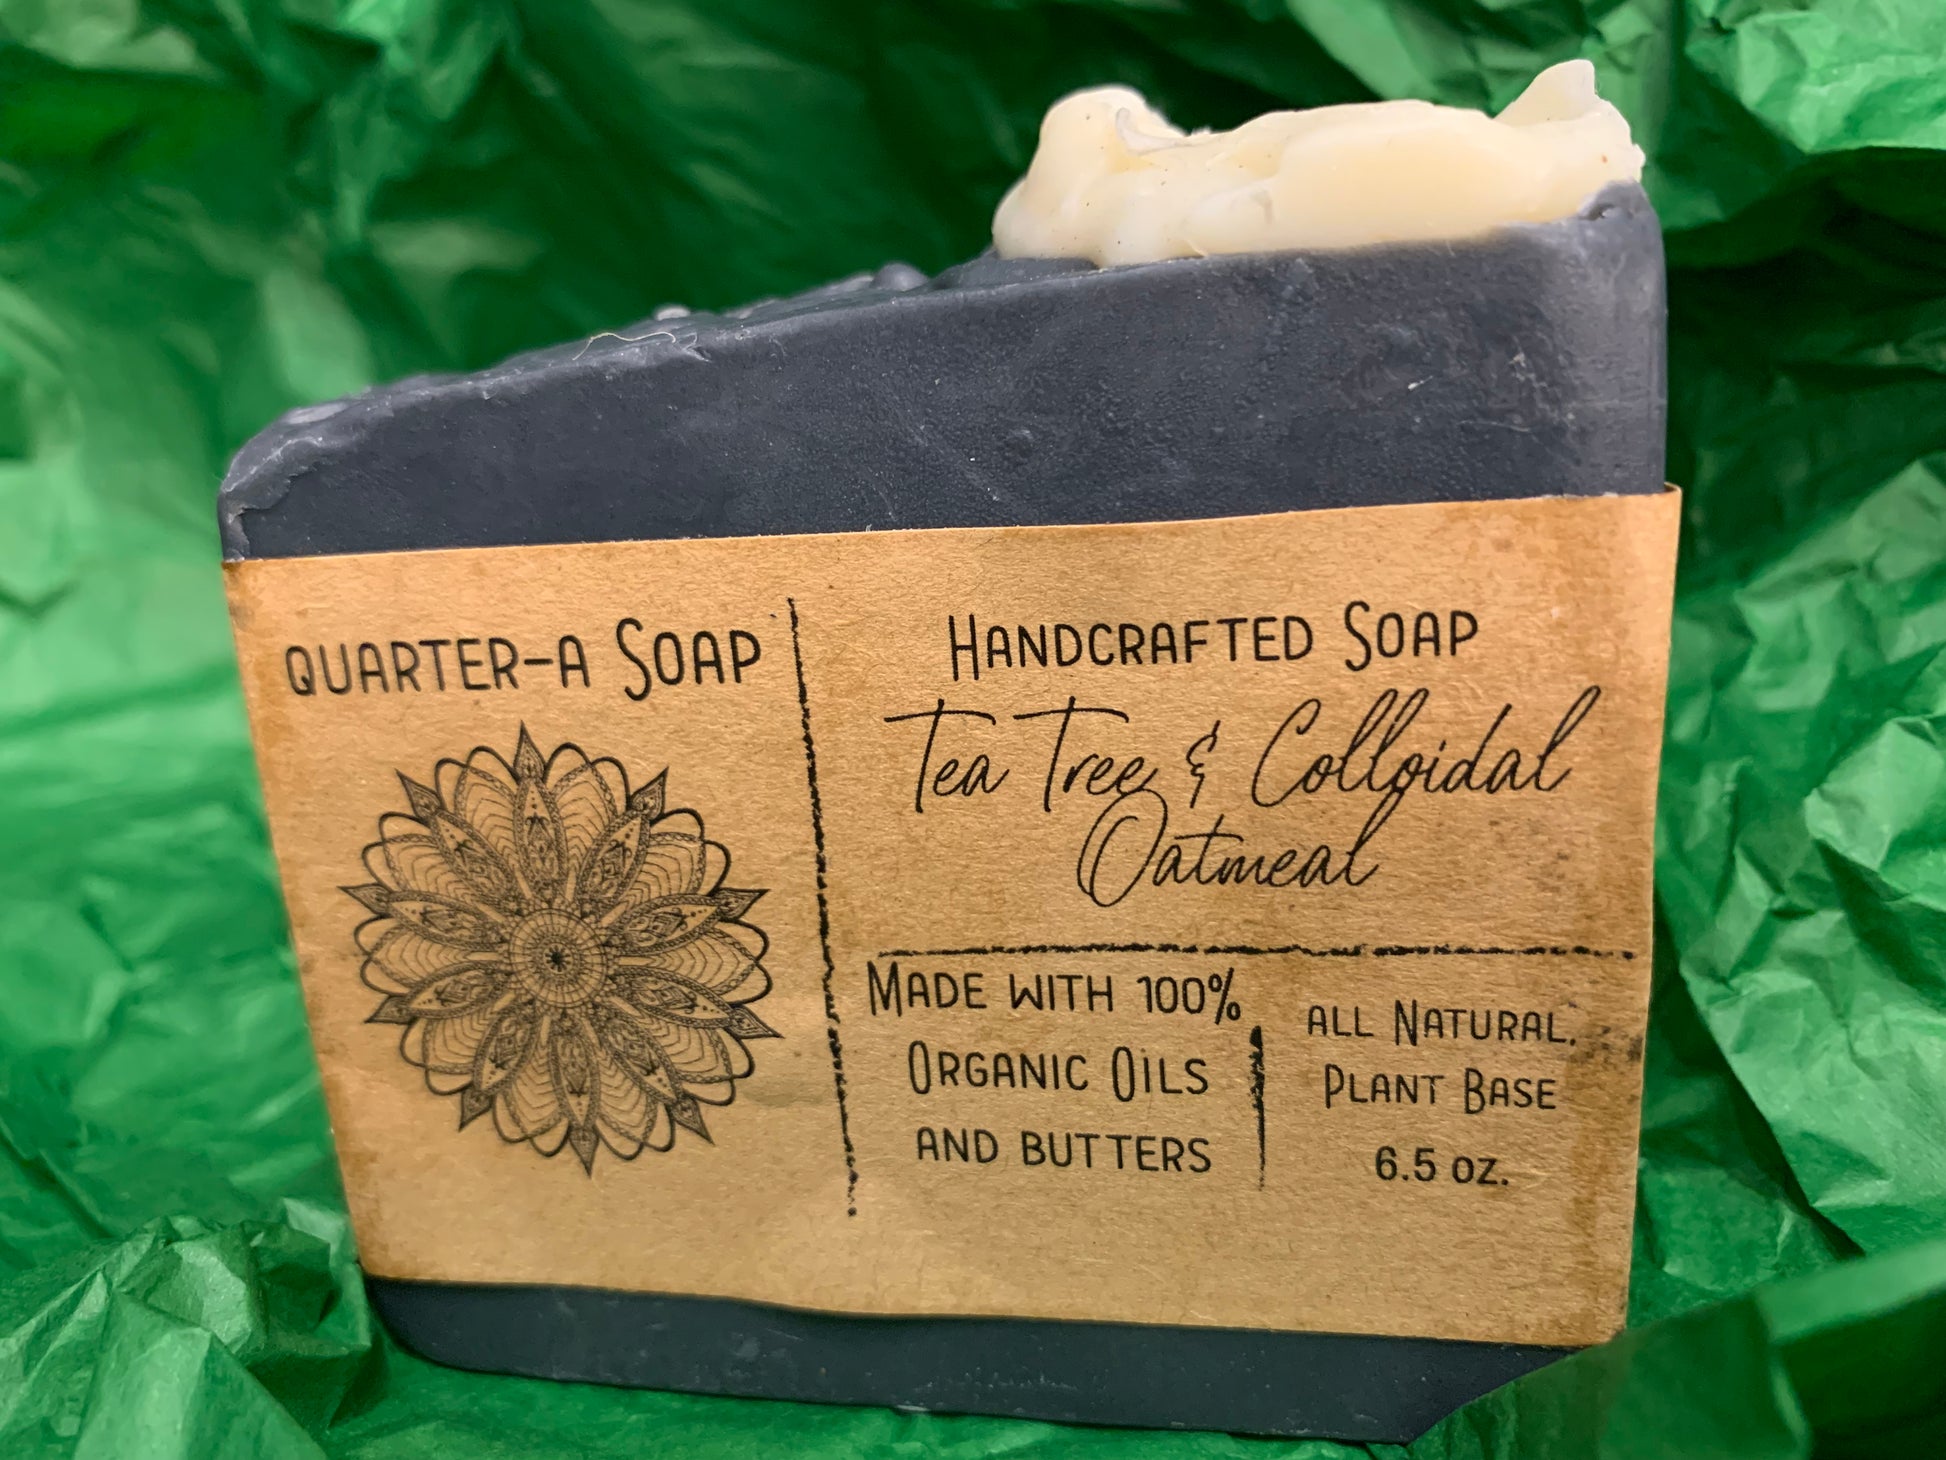 QUARTER-A SOAP
HANDCRAFTED SOAP
Tea Tree & Colloidal
Oatmeal
MADE WITH 100%
ORGANIC OILS
AND BUTTERS
ALL NATURAL.
PLANT BASE
6.5 OZ.